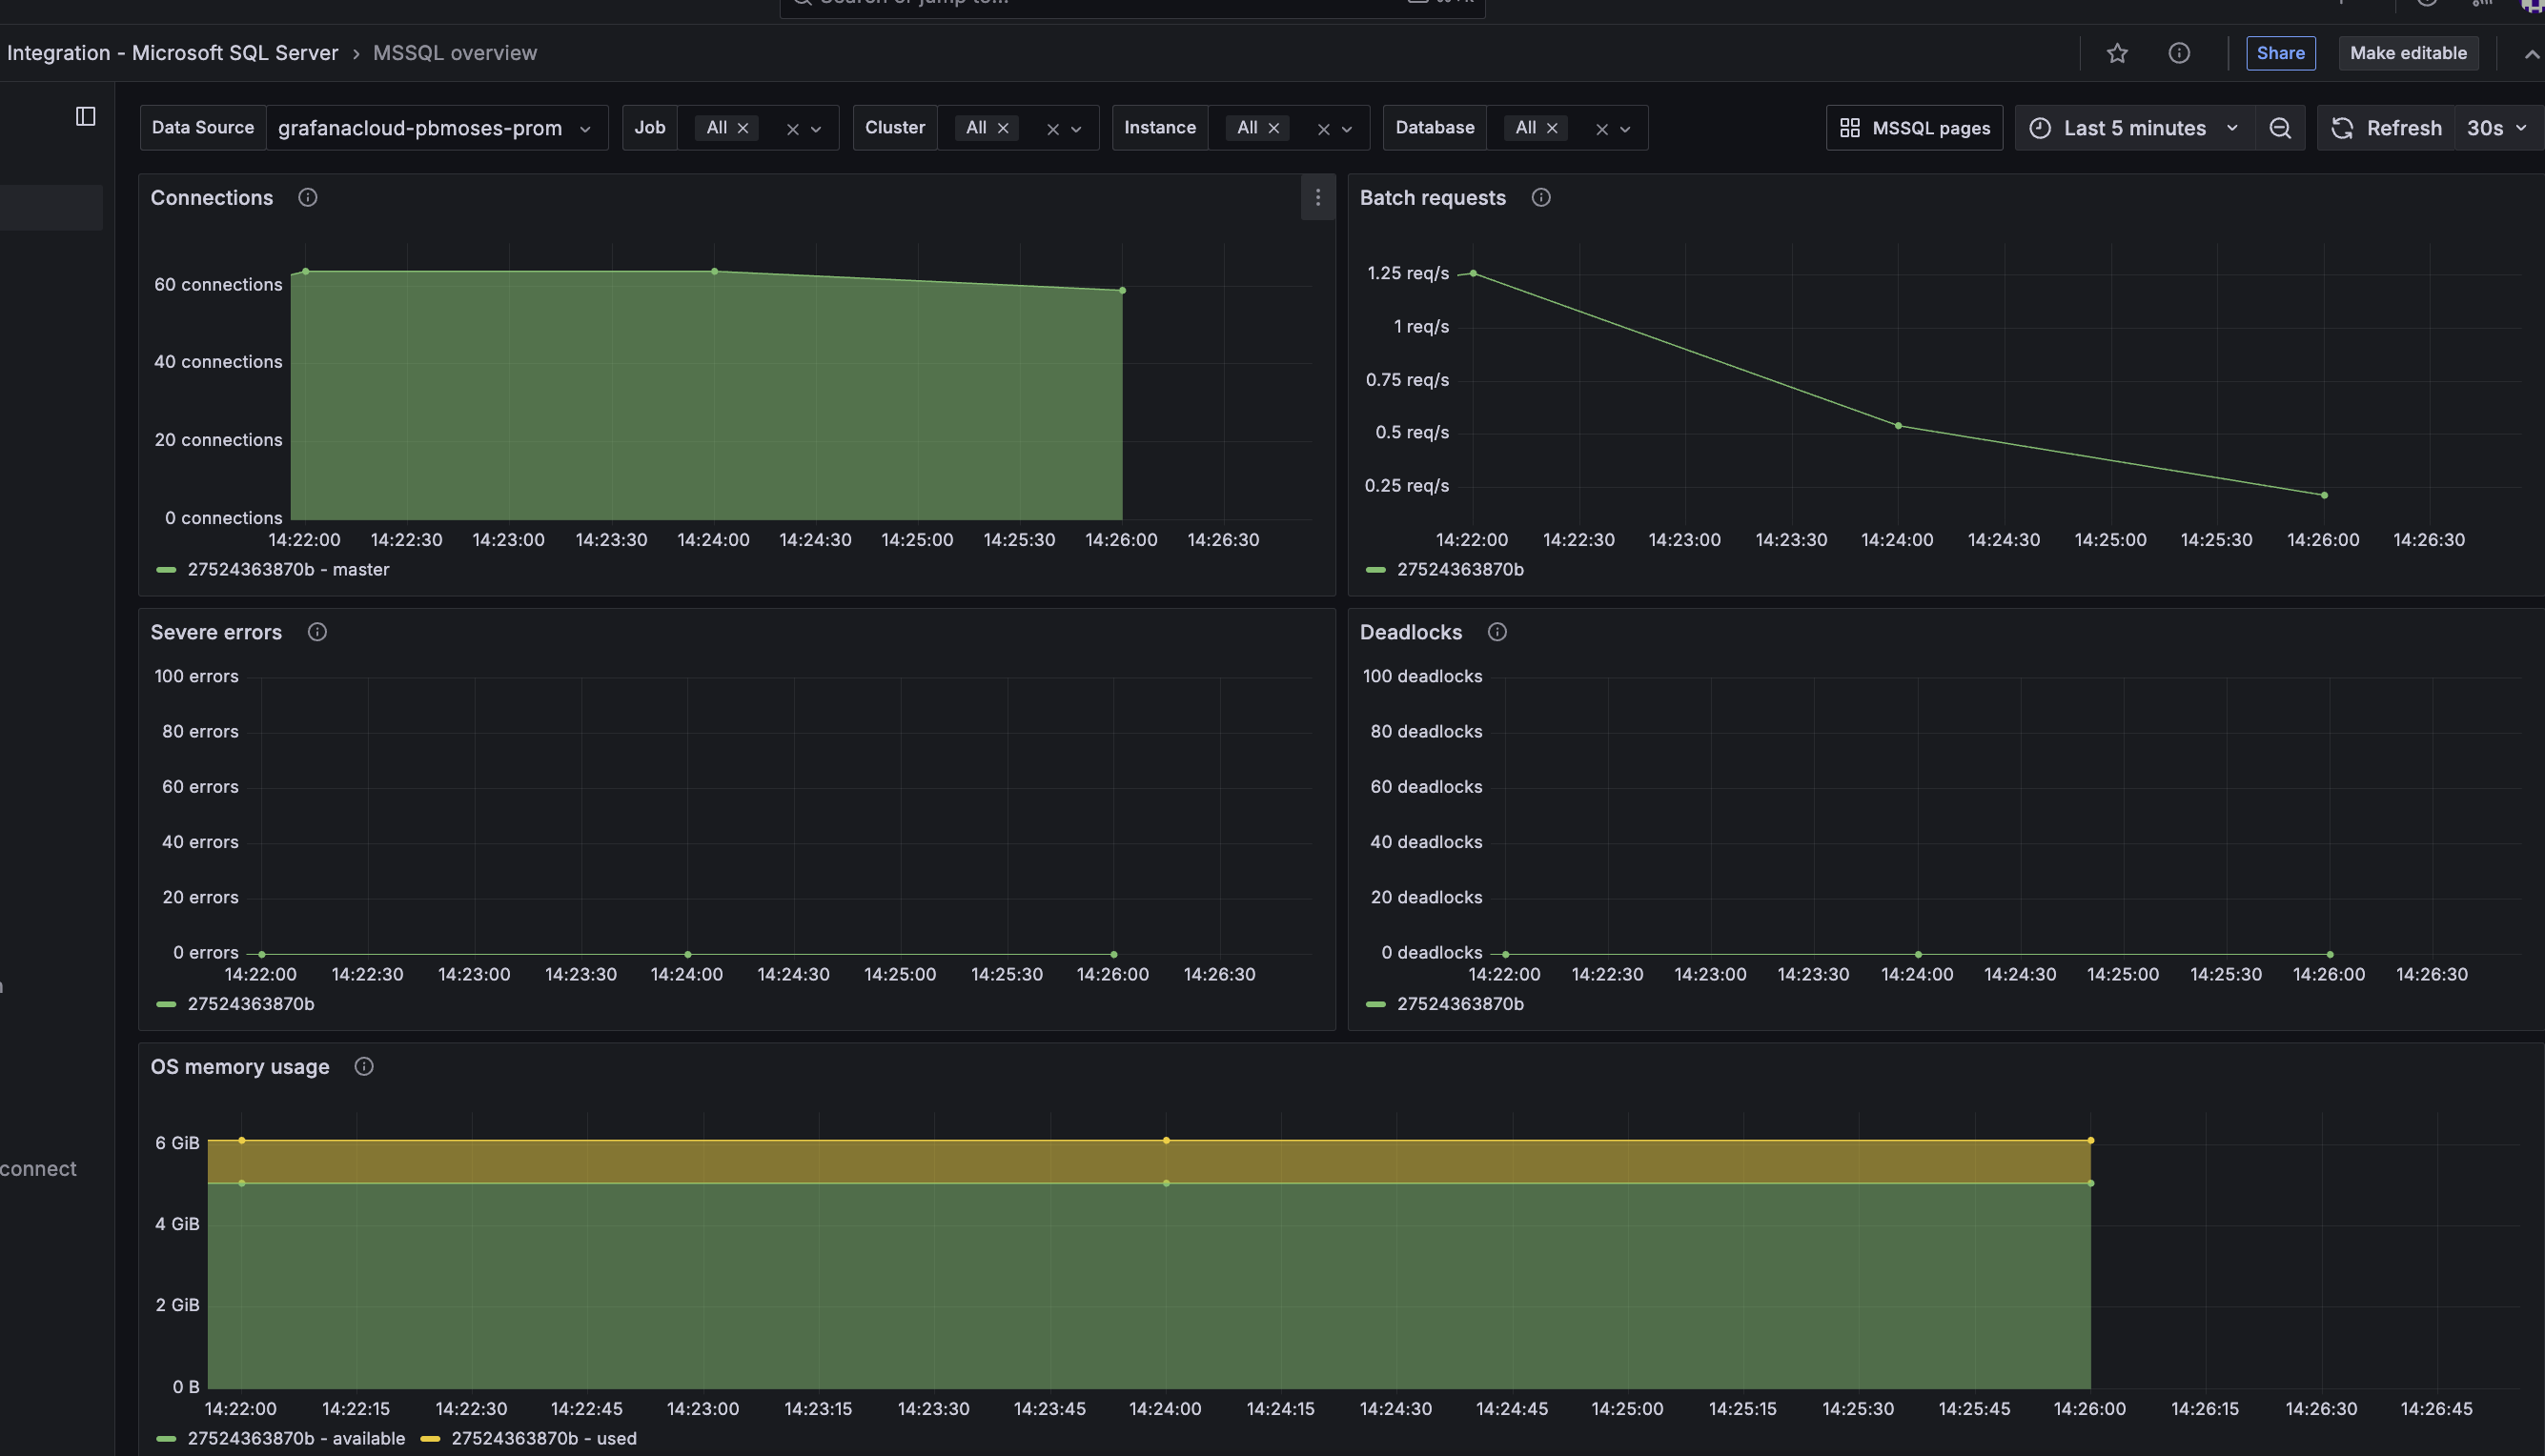 Integration - Microsoft SQL Server › MSSQL overview
Share
Make editable
Data Source grafanacloud-pbmoses-prom
Job All
Cluster All
Instance All
Database All
MSSQL pages
Last 5 minutes
Refresh 30s
Connections
60 connections
40 connections
20 connections
0 connections
14:22:00 14:22:30 14:23:00 14:23:30 14:24:00 14:24:30 14:25:00 14:25:30 14:26:00 14:26:30
27524363870b - master
Batch requests
1.25 req/s
1 req/s
0.75 req/s
0.5 req/s
0.25 req/s
14:22:00 14:22:30 14:23:00 14:23:30 14:24:00 14:24:30 14:25:00 14:25:30 14:26:00 14:26:30
27524363870b
Severe errors
100 errors
80 errors
60 errors
40 errors
20 errors
0 errors
14:22:00 14:22:30 14:23:00 14:23:30 14:24:00 14:24:30 14:25:00 14:25:30 14:26:00 14:26:30
27524363870b
Deadlocks
100 deadlocks
80 deadlocks
60 deadlocks
40 deadlocks
20 deadlocks
0 deadlocks
14:22:00 14:22:30 14:23:00 14:23:30 14:24:00 14:24:30 14:25:00 14:25:30 14:26:00 14:26:30
27524363870b
connect
OS memory usage
6 GiB
4 GiB
2 GiB
0 B
14:22:00 14:22:15 14:22:30 14:22:45 14:23:00 14:23:15 14:23:30 14:23:45 14:24:00 14:24:15 14:24:30 14:24:45 14:25:00 14:25:15 14:25:30 14:25:45 14:26:00 14:26:15 14:26:30 14:26:45
27524363870b - available 27524363870b - used